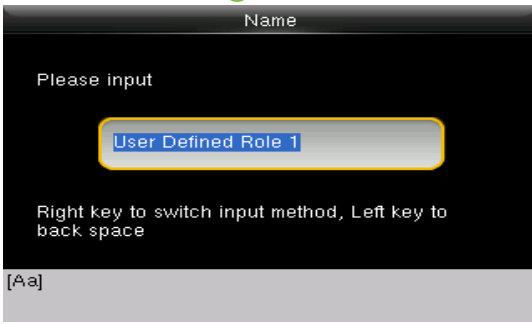 Name
Please input
User Defined Role 1
Right key to switch input method, Left key to
back space
[Aa]